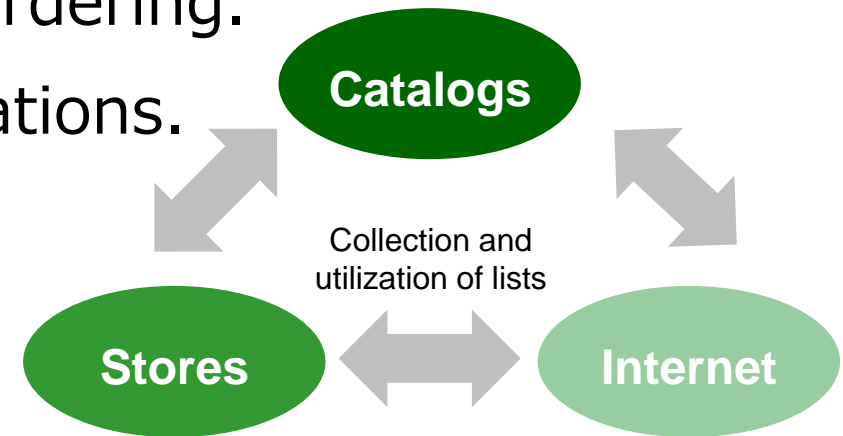 rdering.
ations.
Catalogs
Collection and
utilization of lists
Stores
Internet